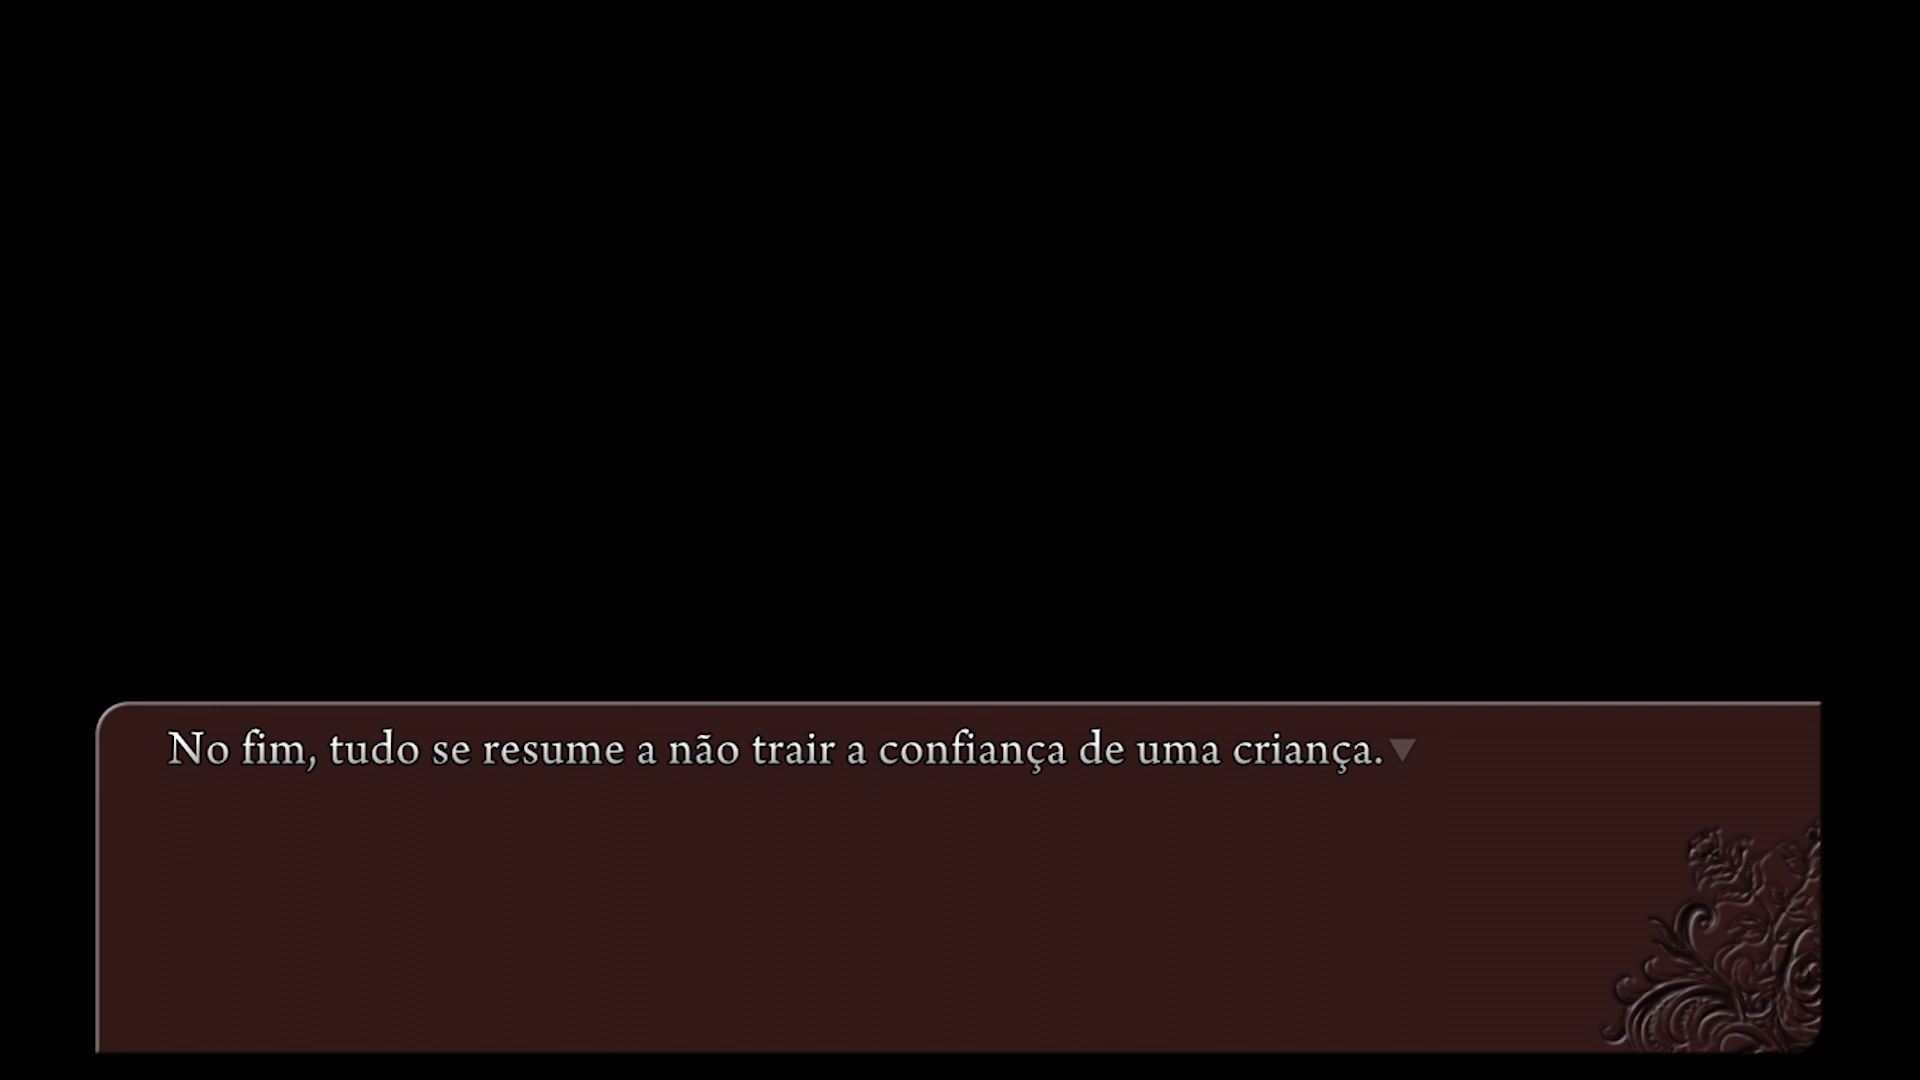 No fim, tudo se resume a não trair a confiança de uma criança.